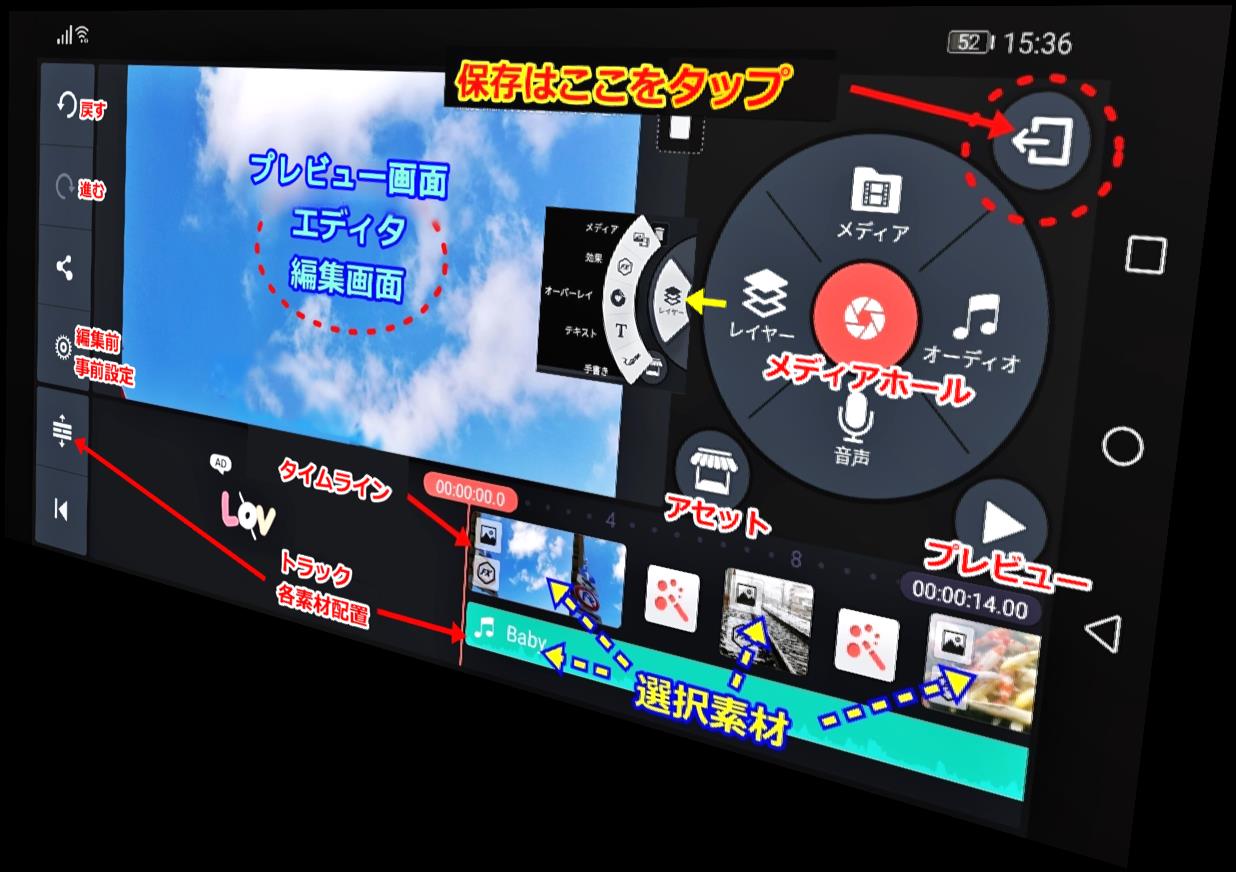 52 15:36
保存はここをタップ
戻す
進む
プレビュー画面
エディタ
編集画面
メディア
効果
オーバーレイ
テキスト
手書き
レイヤー
メディア
レイヤー
オーディオ
メディアホール
音声
編集前
事前設定
AD
LOV
タイムライン
00:00:00.0
4
8
アセット
プレビュー
00:00:14.00
トラック
各素材配置
FX
Baby
選択素材